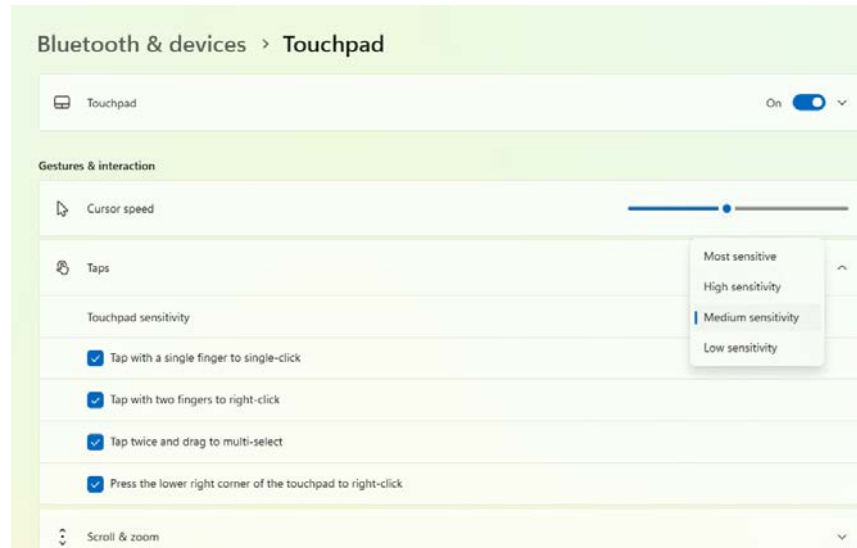 Bluetooth & devices > Touchpad
Touchpad
On
Gestures & interaction
Cursor speed
Taps
Most sensitive
High sensitivity
Touchpad sensitivity
Medium sensitivity
Low sensitivity
Tap with a single finger to single-click
Tap with two fingers to right-click
Tap twice and drag to multi-select
Press the lower right corner of the touchpad to right-click
Scroll & zoom